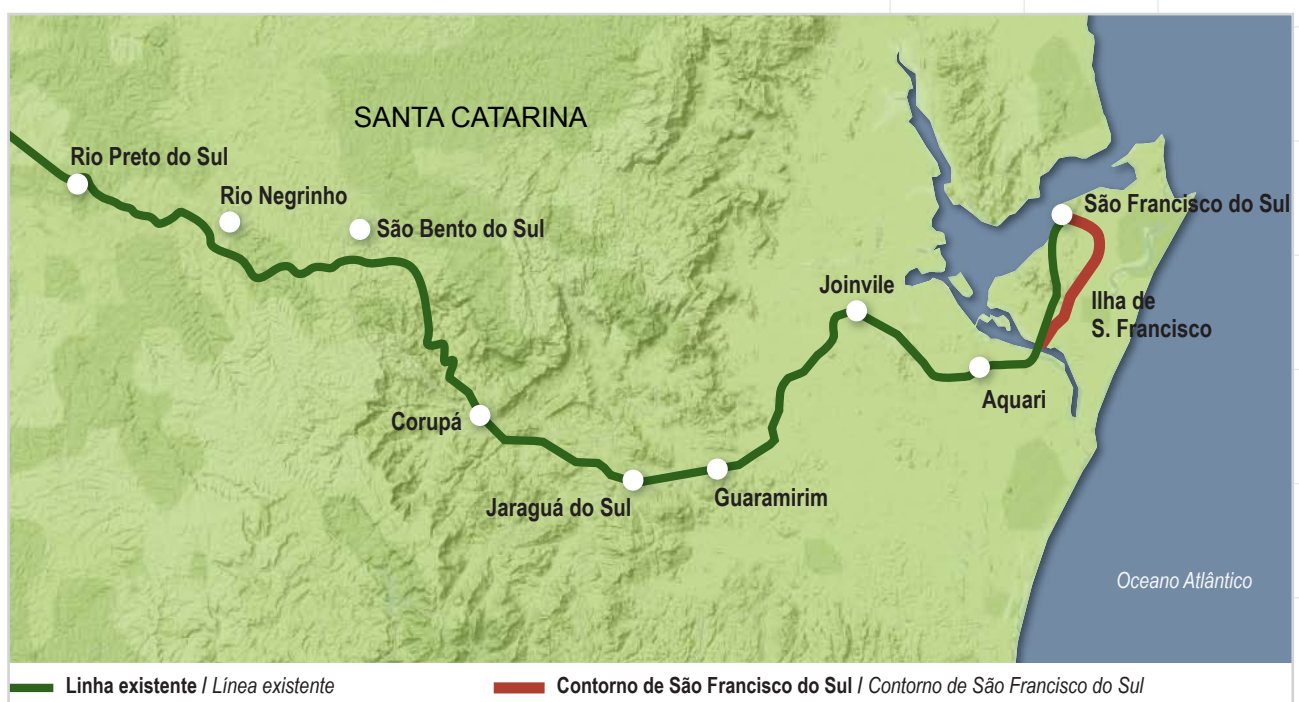 SANTA CATARINA
Rio Preto do Sul
Rio Negrinho
São Bento do Sul
São Francisco do Sul
Joinvile
Ilha de
S. Francisco
Aquari
Corupá
Jaraguá do Sul
Guaramirim
Oceano Atlântico
Linha existente / Línea existente
Contorno de São Francisco do Sul / Contorno de São Francisco do Sul